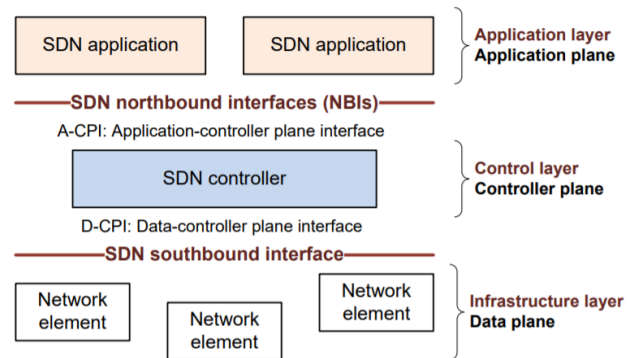 SDN application
SDN application
Application layer
Application plane
SDN northbound interfaces (NBIs)
A-CPI: Application-controller plane interface
SDN controller
Control layer
Controller plane
D-CPI: Data-controller plane interface
SDN southbound interface
Network
element
Network
element
Network
element
Infrastructure layer
Data plane